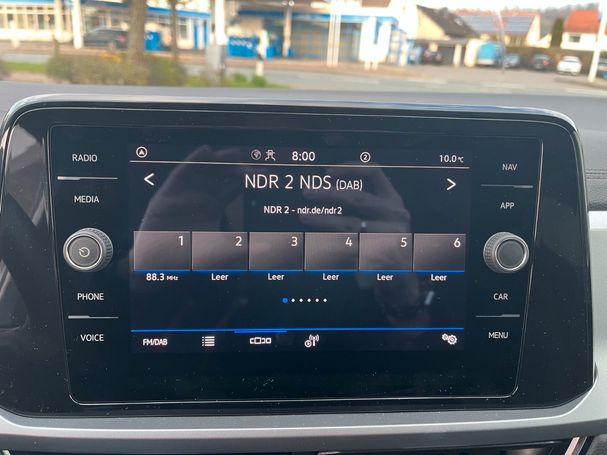 RADIO
MEDIA
PHONE
VOICE
8:00
2
10.0 °C
NDR 2 NDS (DAB)
NDR 2 - ndr.de/ndr2
1 2 3 4 5 6
88.3 MHz Leer Leer Leer Leer Leer
FM/DAB
NAV
APP
CAR
MENU